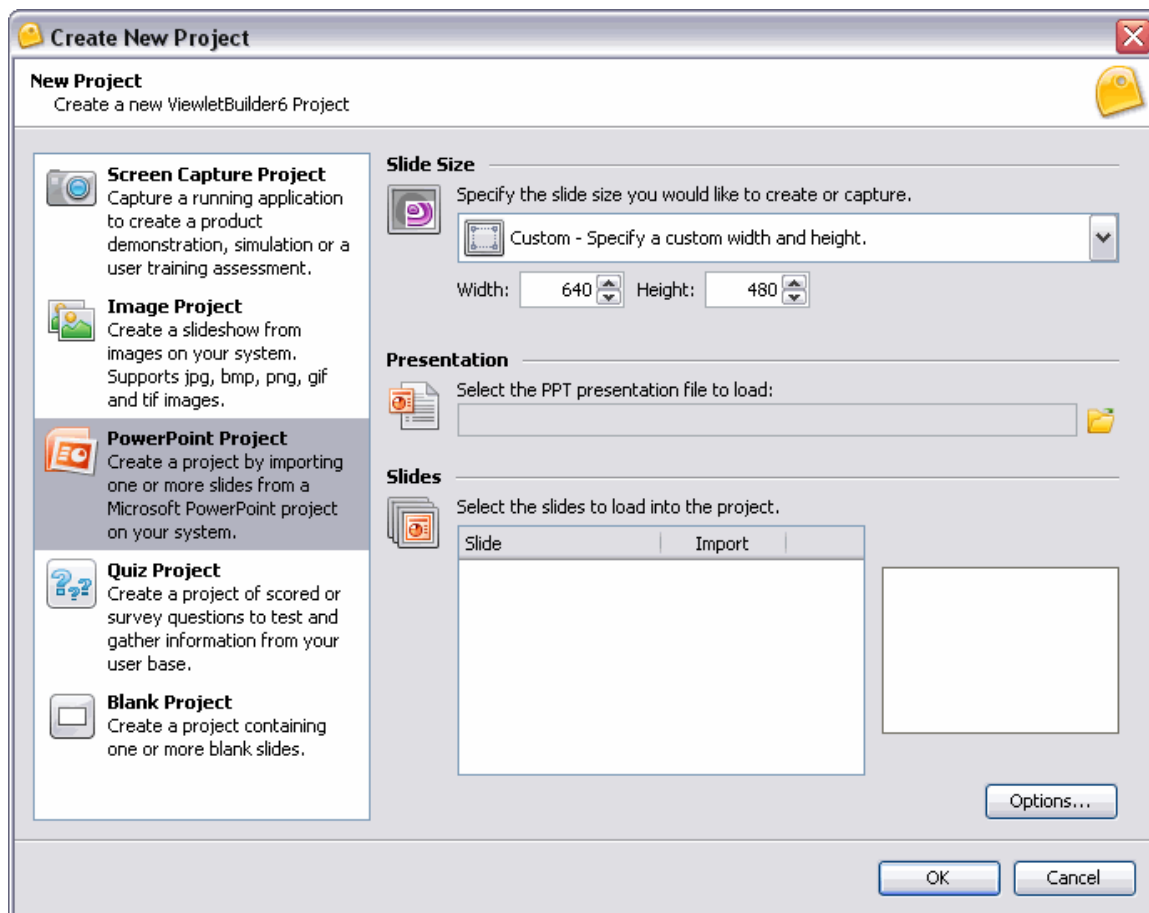 Create New Project
New Project
Create a new ViewletBuilder6 Project
Screen Capture Project
Capture a running application
to create a product
demonstration, simulation or a
user training assessment.
Image Project
Create a slideshow from
images on your system.
Supports jpg, bmp, png, gif
and tif images.
PowerPoint Project
Create a project by importing
one or more slides from a
Microsoft PowerPoint project
on your system.
Quiz Project
Create a project of scored or
survey questions to test and
gather information from your
user base.
Blank Project
Create a project containing
one or more blank slides.
Slide Size
Specify the slide size you would like to create or capture.
Custom - Specify a custom width and height.
Width: 640 Height: 480
Presentation
Select the PPT presentation file to load:
Slides
Select the slides to load into the project.
Slide Import
Options...
OK Cancel